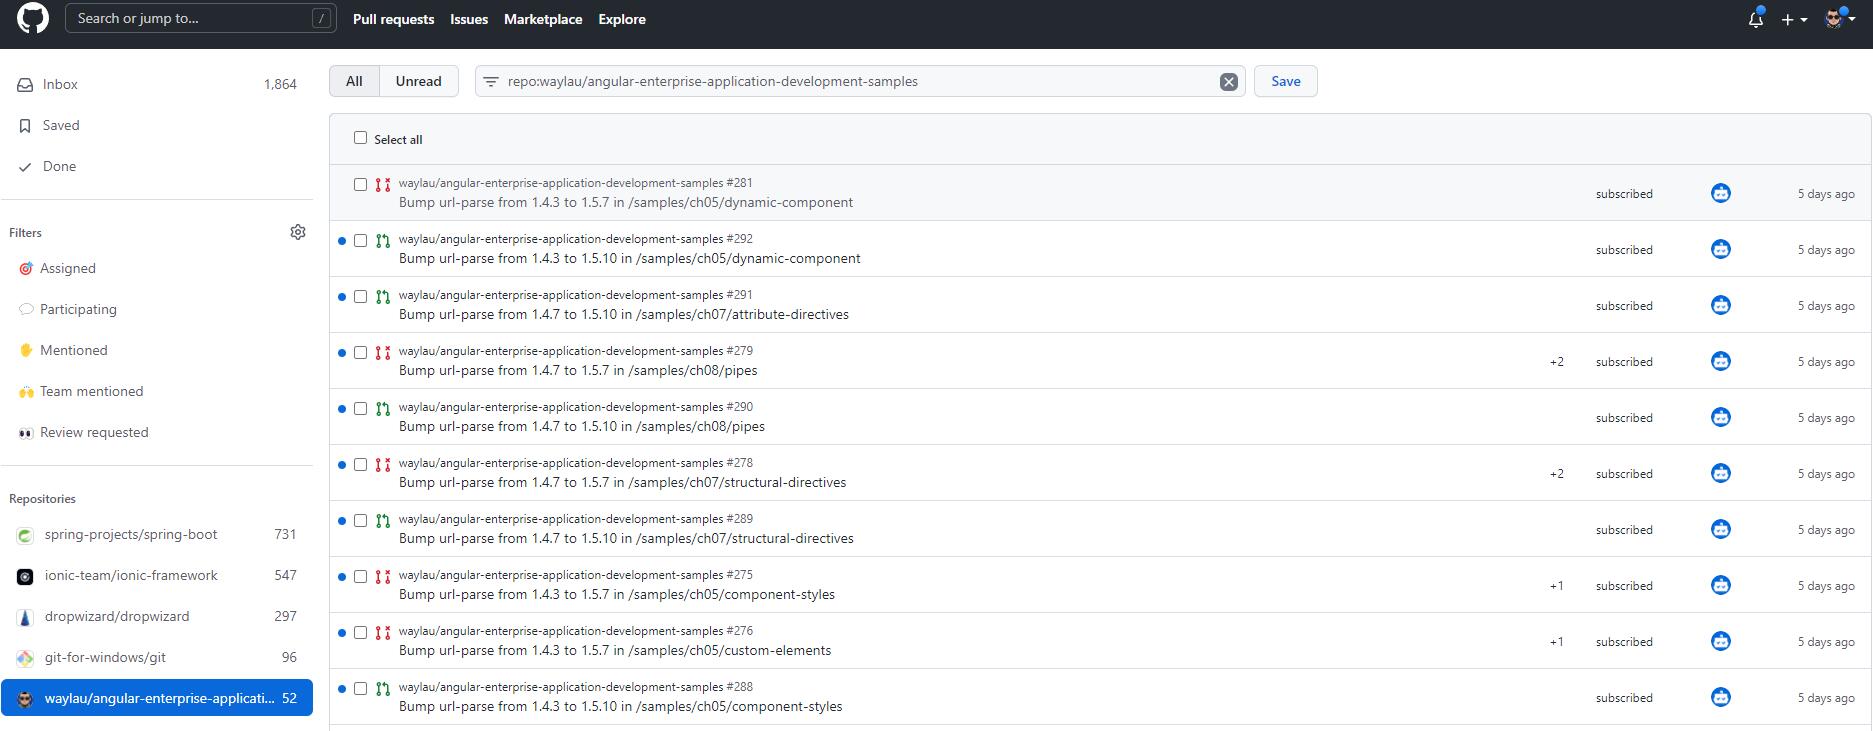 Search or jump to...
/
Pull requests
Issues
Marketplace
Explore
Inbox
1,864
Saved
Done
Filters
Assigned
Participating
Mentioned
Team mentioned
Review requested
Repositories
spring-projects/spring-boot
731
ionic-team/ionic-framework
547
dropwizard/dropwizard
297
git-for-windows/git
96
waylau/angular-enterprise-applicati...
52
All
Unread
repo:waylau/angular-enterprise-application-development-samples
Save
Select all
waylau/angular-enterprise-application-development-samples #281
Bump url-parse from 1.4.3 to 1.5.7 in /samples/ch05/dynamic-component
subscribed
5 days ago
waylau/angular-enterprise-application-development-samples #292
Bump url-parse from 1.4.3 to 1.5.10 in /samples/ch05/dynamic-component
subscribed
5 days ago
waylau/angular-enterprise-application-development-samples #291
Bump url-parse from 1.4.7 to 1.5.10 in /samples/ch07/attribute-directives
subscribed
5 days ago
waylau/angular-enterprise-application-development-samples #279
Bump url-parse from 1.4.7 to 1.5.7 in /samples/ch08/pipes
+2
subscribed
5 days ago
waylau/angular-enterprise-application-development-samples #290
Bump url-parse from 1.4.7 to 1.5.10 in /samples/ch08/pipes
subscribed
5 days ago
waylau/angular-enterprise-application-development-samples #278
Bump url-parse from 1.4.7 to 1.5.7 in /samples/ch07/structural-directives
+2
subscribed
5 days ago
waylau/angular-enterprise-application-development-samples #289
Bump url-parse from 1.4.7 to 1.5.10 in /samples/ch07/structural-directives
subscribed
5 days ago
waylau/angular-enterprise-application-development-samples #275
Bump url-parse from 1.4.3 to 1.5.7 in /samples/ch05/component-styles
+1
subscribed
5 days ago
waylau/angular-enterprise-application-development-samples #276
Bump url-parse from 1.4.3 to 1.5.7 in /samples/ch05/custom-elements
+1
subscribed
5 days ago
waylau/angular-enterprise-application-development-samples #288
Bump url-parse from 1.4.3 to 1.5.10 in /samples/ch05/component-styles
subscribed
5 days ago